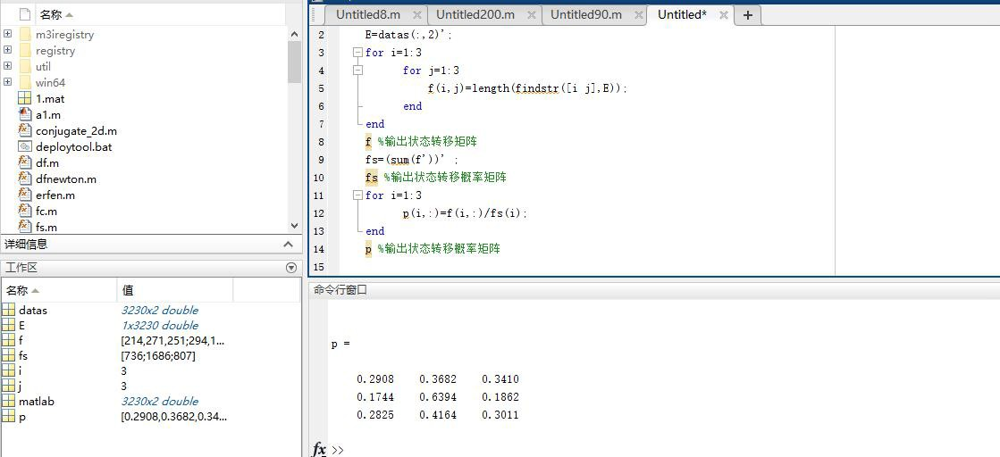 名称
m3iregistry
registry
util
win64
1.mat
a1.m
conjugate_2d.m
deploytool.bat
df.m
dfnewton.m
erfen.m
fc.m
fs.m
详细信息
工作区
名称 值
datas 3230x2 double
E 1x3230 double
f [214,271,251;294,1...
fs [736;1686;807]
i 3
j 3
matlab 3230x2 double
p [0.2908,0.3682,0.34...
Untitled8.m Untitled200.m Untitled90.m Untitled*
2 E=datas(:,2)';
3 for i=1:3
4 for j=1:3
5 f(i,j)=length(findstr([i j],E));
6 end
7 end
8 f %输出状态转移矩阵
9 fs=(sum(f'))' ;
10 fs %输出状态转移概率矩阵
11 for i=1:3
12 p(i,:)=f(i,:)/fs(i);
13 end
14 p %输出状态转移概率矩阵
15
命令行窗口
p =
0.2908 0.3682 0.3410
0.1744 0.6394 0.1862
0.2825 0.4164 0.3011
fx >>